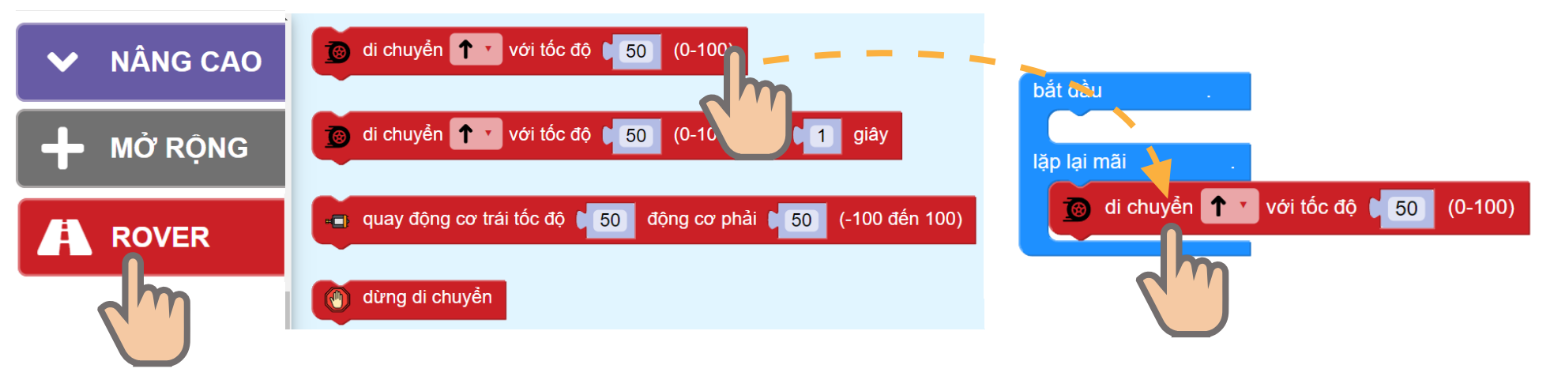 NÂNG CAO
MỞ RỘNG
ROVER
di chuyển với tốc độ 50 (0-100)
di chuyển với tốc độ 50 (0-10 1 giây
quay động cơ trái tốc độ 50 động cơ phải 50 (-100 đến 100)
dừng di chuyển
bắt đầu .
lặp lại mãi .
di chuyển với tốc độ 50 (0-100)